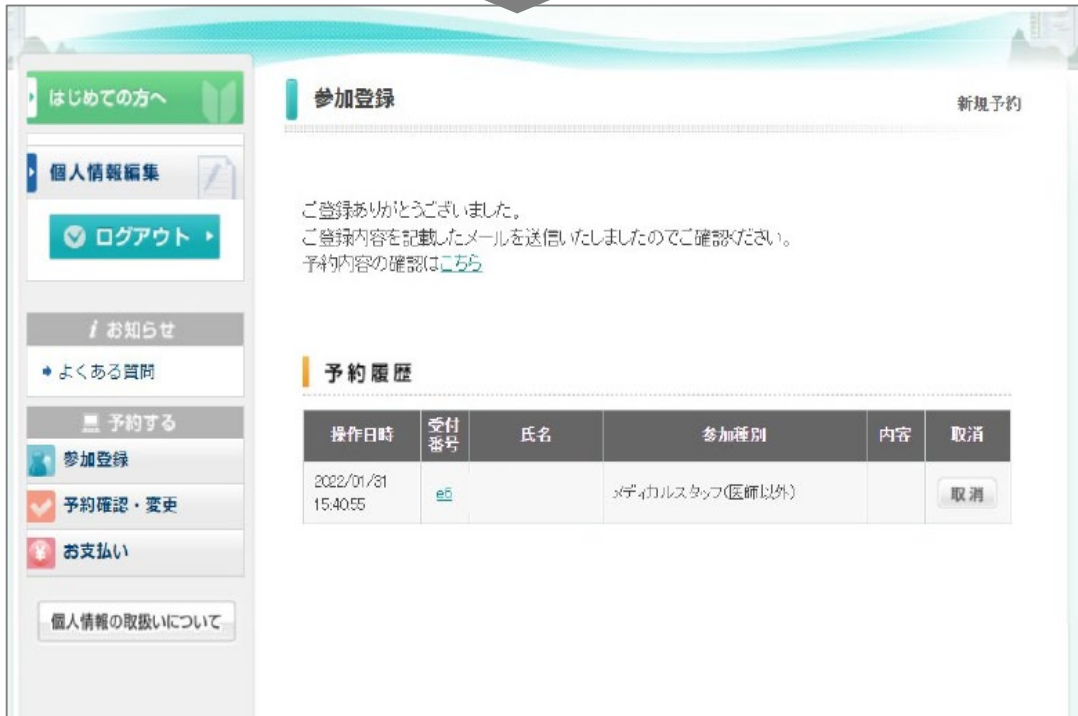 はじめての方へ
個人情報編集
ログアウト
i お知らせ
よくある質問
予約する
参加登録
予約確認・変更
¥ お支払い
個人情報の取扱いについて
参加登録
新規予約
ご登録ありがとうございました。
ご登録内容を記載したメールを送信いたしましたのでご確認ください。
予約内容の確認はこちら
予約履歴
操作日時 受付番号 氏名 参加種別 内容 取消
2022/01/31
15:40:55
e5 メディカルスタッフ(医師以外) 取消